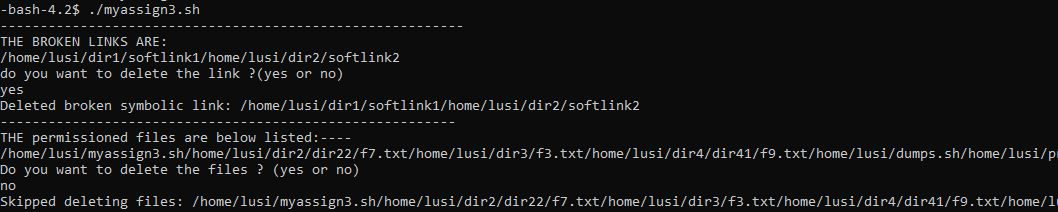 -bash-4.2$ ./myassign3.sh
----------------------------------------------------------
THE BROKEN LINKS ARE:
/home/lusi/dir1/softlink1/home/lusi/dir2/softlink2
do you want to delete the link ?(yes or no)
yes
Deleted broken symbolic link: /home/lusi/dir1/softlink1/home/lusi/dir2/softlink2
---------------------------------------------------------
THE permissioned files are below listed:----
/home/lusi/myassign3.sh/home/lusi/dir2/dir22/f7.txt/home/lusi/dir3/f3.txt/home/lusi/dir4/dir41/f9.txt/home/lusi/dumps.sh/home/lusi/p
Do you want to delete the files ? (yes or no)
no
Skipped deleting files: /home/lusi/myassign3.sh/home/lusi/dir2/dir22/f7.txt/home/lusi/dir3/f3.txt/home/lusi/dir4/dir41/f9.txt/home/l